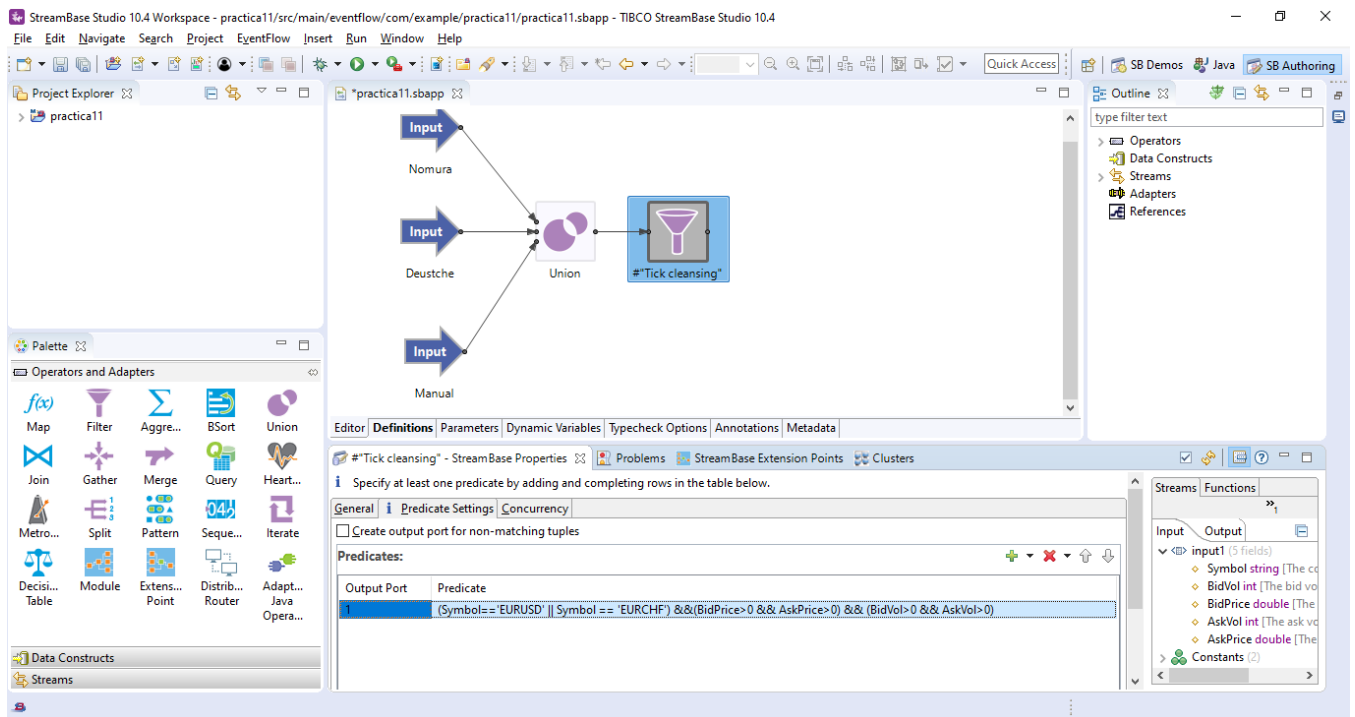 StreamBase Studio 10.4 Workspace - practica11/src/main/eventflow/com/example/practica11/practica11.sbapp - TIBCO StreamBase Studio 10.4
File Edit Navigate Search Project EventFlow Insert Run Window Help
Quick Access SB Demos Java SB Authoring
Project Explorer
practica11
*practica11.sbapp
Input
Nomura
Input
Deustche
Union
#"Tick cleansing"
Input
Manual
Editor Definitions Parameters Dynamic Variables Typecheck Options Annotations Metadata
Outline
type filter text
Operators
Data Constructs
Streams
Adapters
References
Palette
Operators and Adapters
f(x)
Map Filter Aggre... BSort Union
Join Gather Merge Query Heart...
Metro... Split Pattern Seque... Iterate
Decisi... Table Module Extens... Point Distrib... Router Adapt... Java Opera...
Data Constructs
Streams
#"Tick cleansing" - StreamBase Properties Problems StreamBase Extension Points Clusters
Specify at least one predicate by adding and completing rows in the table below.
General Predicate Settings Concurrency
Create output port for non-matching tuples
Predicates:
Output Port Predicate
1 (Symbol=='EURUSD' || Symbol == 'EURCHF') &&(BidPrice>0 && AskPrice>0) && (BidVol>0 && AskVol>0)
Streams Functions
Input Output
input1 (5 fields)
Symbol string [The co
BidVol int [The bid vo
BidPrice double [The
AskVol int [The ask vo
AskPrice double [The
Constants (2)